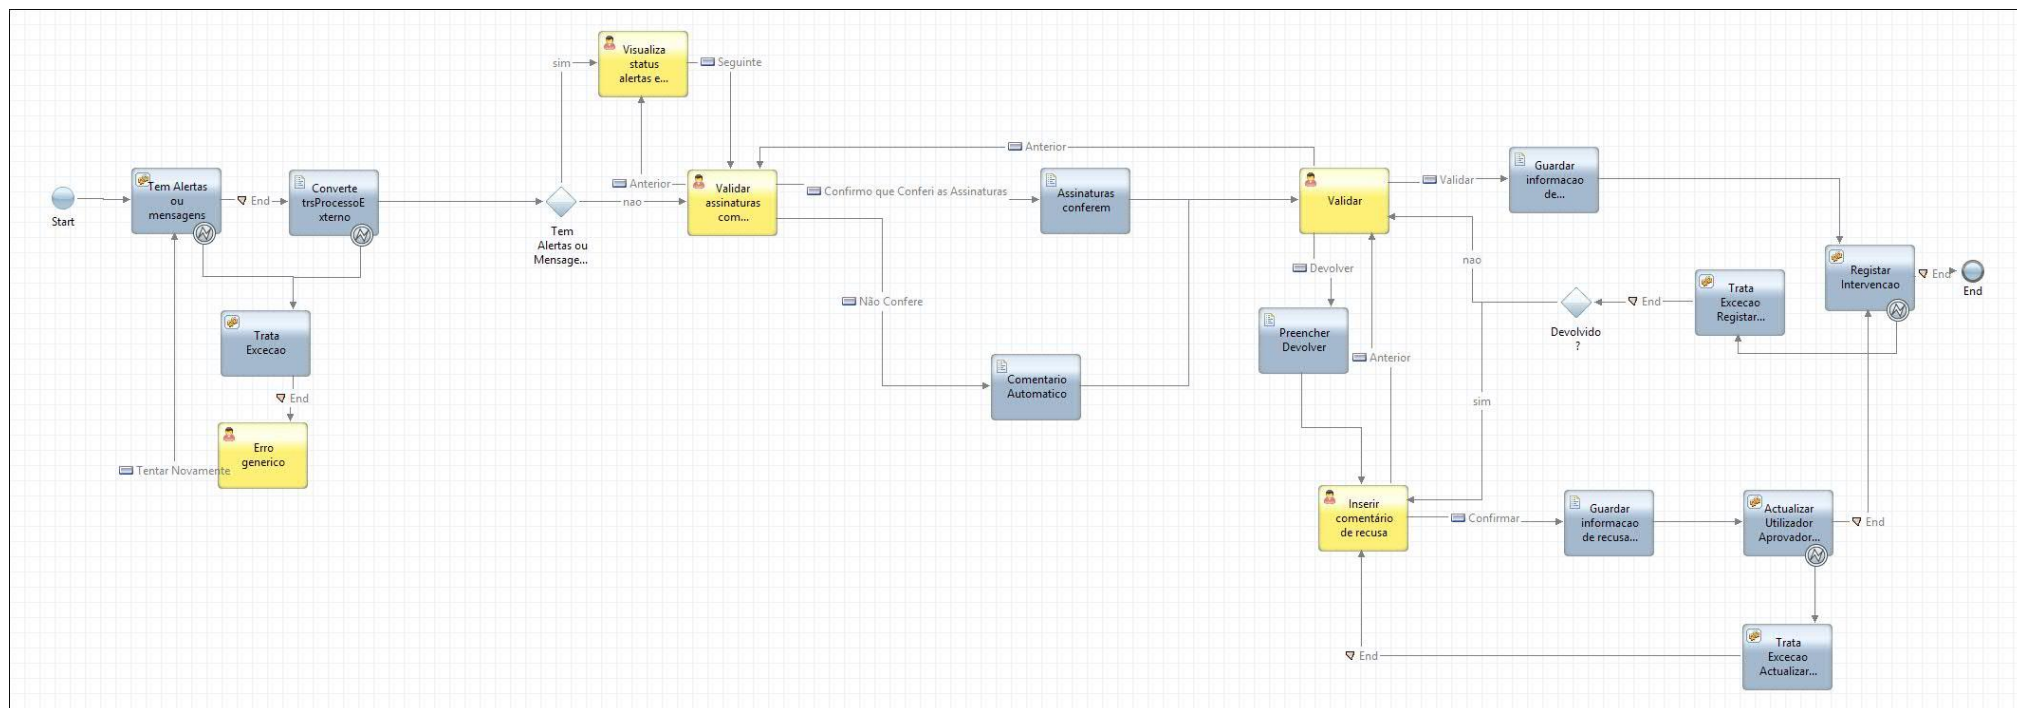 Visualiza
status
alertas e...
sim
Seguinte
Start
Tem Alertas
ou
mensagens
End
Converte
trsProcessoE
xterno
Tem
Alertas ou
Mensage...
nao
Anterior
Validar
assinaturas
com...
Anterior
Confirmo que Conferi as Assinaturas
Assinaturas
conferem
Não Confere
Comentario
Automatico
Validar
Validar
Guardar
informacao
de...
Devolver
Preencher
Devolver
Anterior
nao
sim
Devolvido
?
End
Trata
Excecao
Registar...
Registar
Intervencao
End
End
Trata
Excecao
End
Erro
generico
Tentar Novamente
Inserir
comentário
de recusa
Confirmar
Guardar
informacao
de recusa...
Actualizar
Utilizador
Aprovador...
End
Trata
Excecao
Actualizar...
End